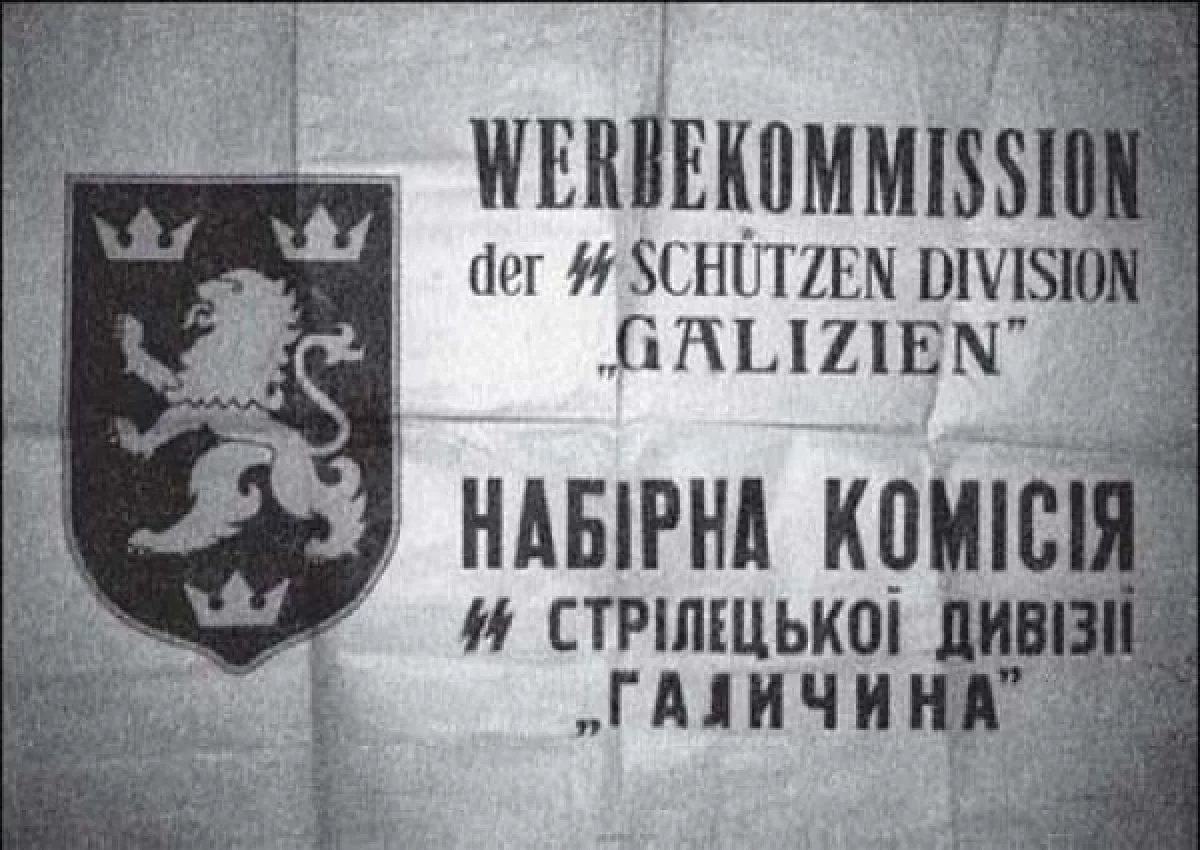 WERBEKOMMISSION
der SS SCHÜTZEN DIVISION
„GALIZIEN”
НАБІРНА КОМІСІЯ
SS СТРІЛЕЦЬКОЇ ДИВІЗІЇ
„ГАЛИЧИНА”